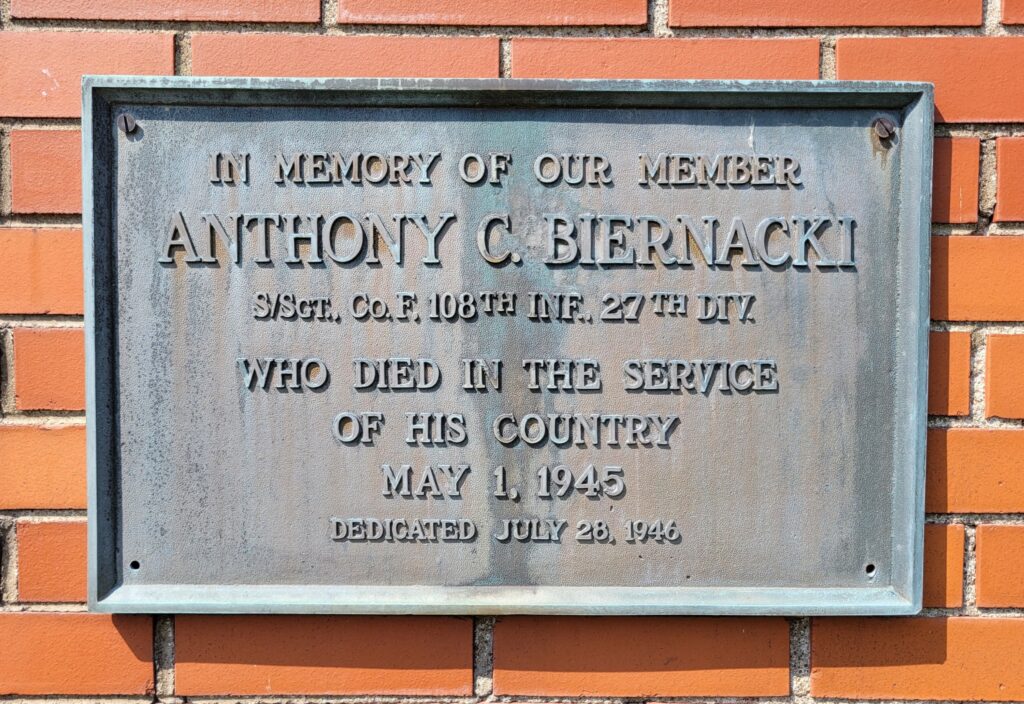 IN MEMORY OF OUR MEMBER
ANTHONY C. BIERNACKI
S/SGT., CO. F, 108TH INF., 27TH DIV.
WHO DIED IN THE SERVICE
OF HIS COUNTRY
MAY 1, 1945
DEDICATED JULY 28, 1946